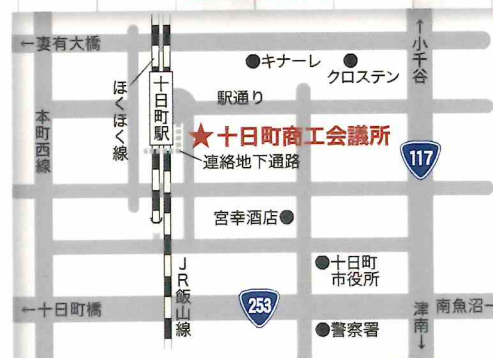 ←妻有大橋
↑小千谷
●キナーレ
●クロステン
ほくほく線
十日町駅
駅通り
本町西線
★十日町商工会議所
連絡地下通路
117
宮幸酒店●
JR飯山線
●十日町
市役所
←十日町橋
253
津南↓
南魚沼→
●警察署